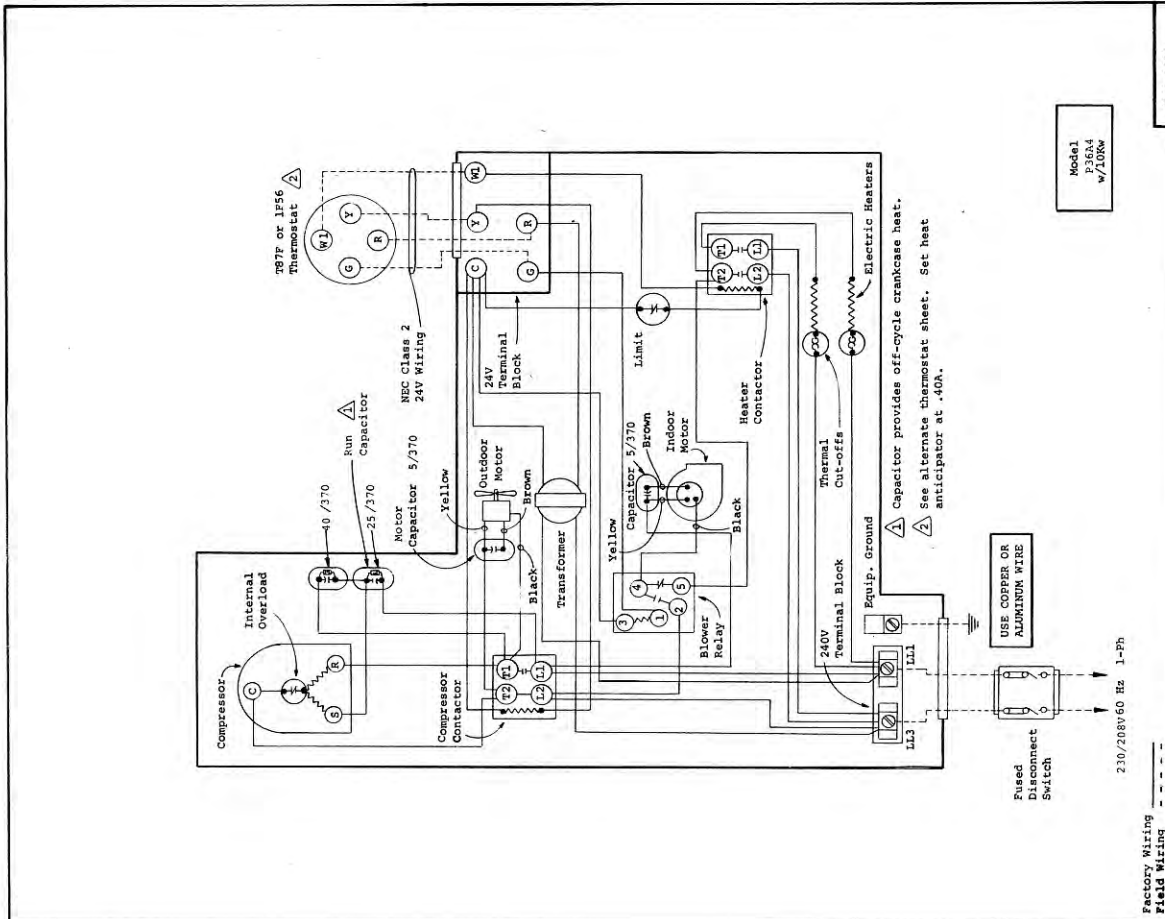 T87F or 1F56
Thermostat 2
W1
Y
G
R
NEC Class 2
24V Wiring
W1
Y
R
C
G
24V
Terminal
Block
Run 1
Capacitor
40/370
25/370
Internal
Overload
Compressor
C
R
S
Motor
Capacitor 5/370
Yellow
Outdoor
Motor
Brown
Black
Transformer
Compressor
Contactor
T1
T2
L1
L2
Limit
Heater
Contactor
T1
T2
L1
L2
Capacitor 5/370
Brown
Indoor
Motor
Yellow
Black
Blower
Relay
3
1
4
2
5
Thermal
Cut-offs
Electric Heaters
240V
Terminal Block
LL1
LL3
Equip. Ground
1 Capacitor provides off-cycle crankcase heat.
2 See alternate thermostat sheet. Set heat
anticipator at .40A.
USE COPPER OR
ALUMINUM WIRE
Fused
Disconnect
Switch
230/208V60 Hz 1-Ph
Model
P36A4
w/10Kw
Factory Wiring
Field Wiring